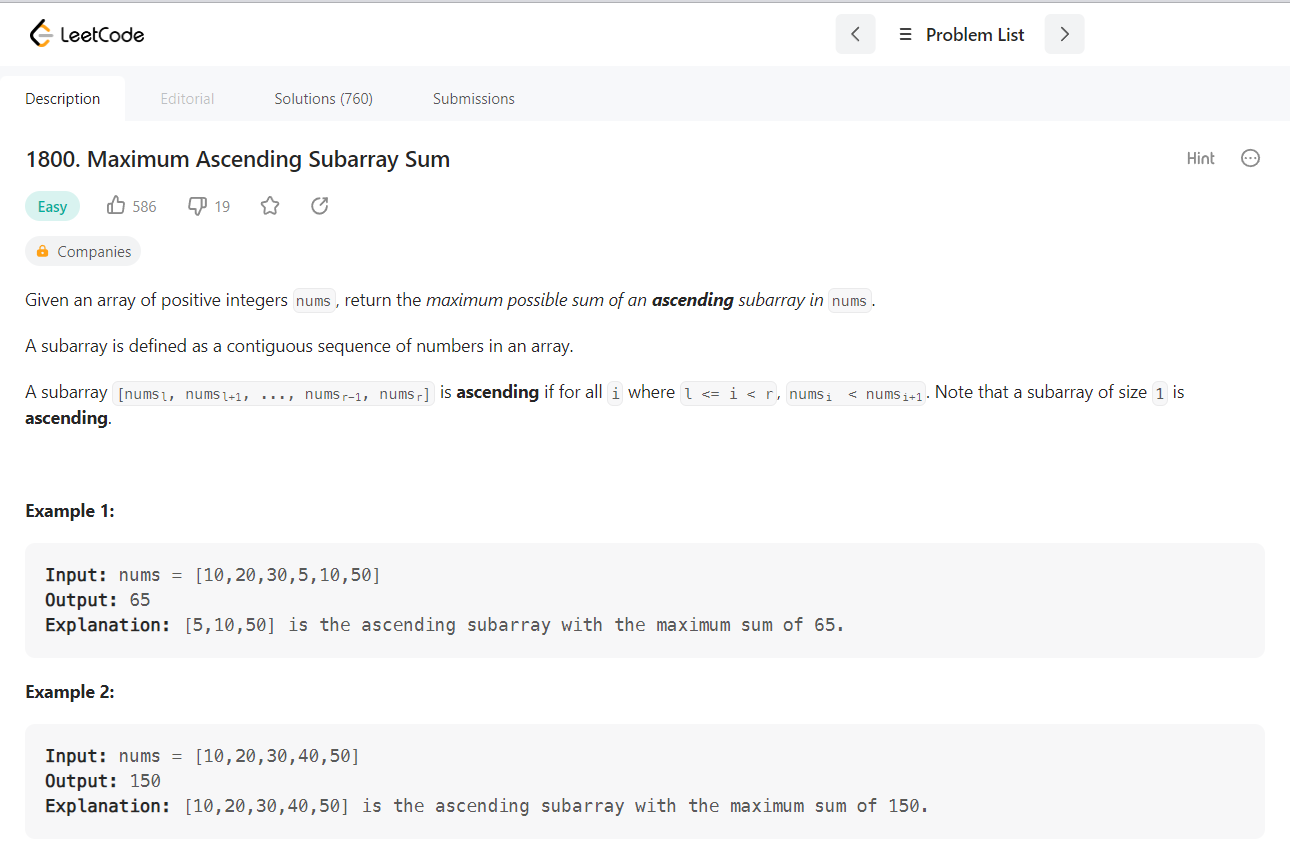 LeetCode
Problem List
Description Editorial Solutions (760) Submissions
1800. Maximum Ascending Subarray Sum
Hint
Easy 586 19
Companies
Given an array of positive integers nums, return the maximum possible sum of an ascending subarray in nums.
A subarray is defined as a contiguous sequence of numbers in an array.
A subarray [numsl, numsl+1, ..., numsr-1, numsr] is ascending if for all i where l <= i < r, numsi < numsi+1. Note that a subarray of size 1 is
ascending.
Example 1:
Input: nums = [10,20,30,5,10,50]
Output: 65
Explanation: [5,10,50] is the ascending subarray with the maximum sum of 65.
Example 2:
Input: nums = [10,20,30,40,50]
Output: 150
Explanation: [10,20,30,40,50] is the ascending subarray with the maximum sum of 150.